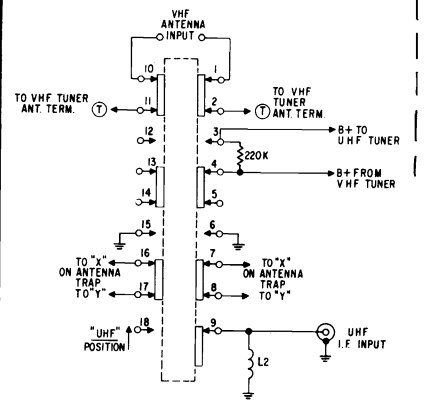 VHF
ANTENNA
INPUT
10
1
TO VHF TUNER
ANT. TERM.
T
11
2
T
TO VHF
TUNER
ANT. TERM.
12
3
B+ TO
UHF TUNER
220K
13
4
B+ FROM
VHF TUNER
14
5
15
6
TO "X"
ON ANTENNA
TRAP
TO "Y"
16
17
7
8
TO "X"
ON ANTENNA
TRAP
TO "Y"
"UHF"
POSITION
18
9
UHF
I.F. INPUT
L2